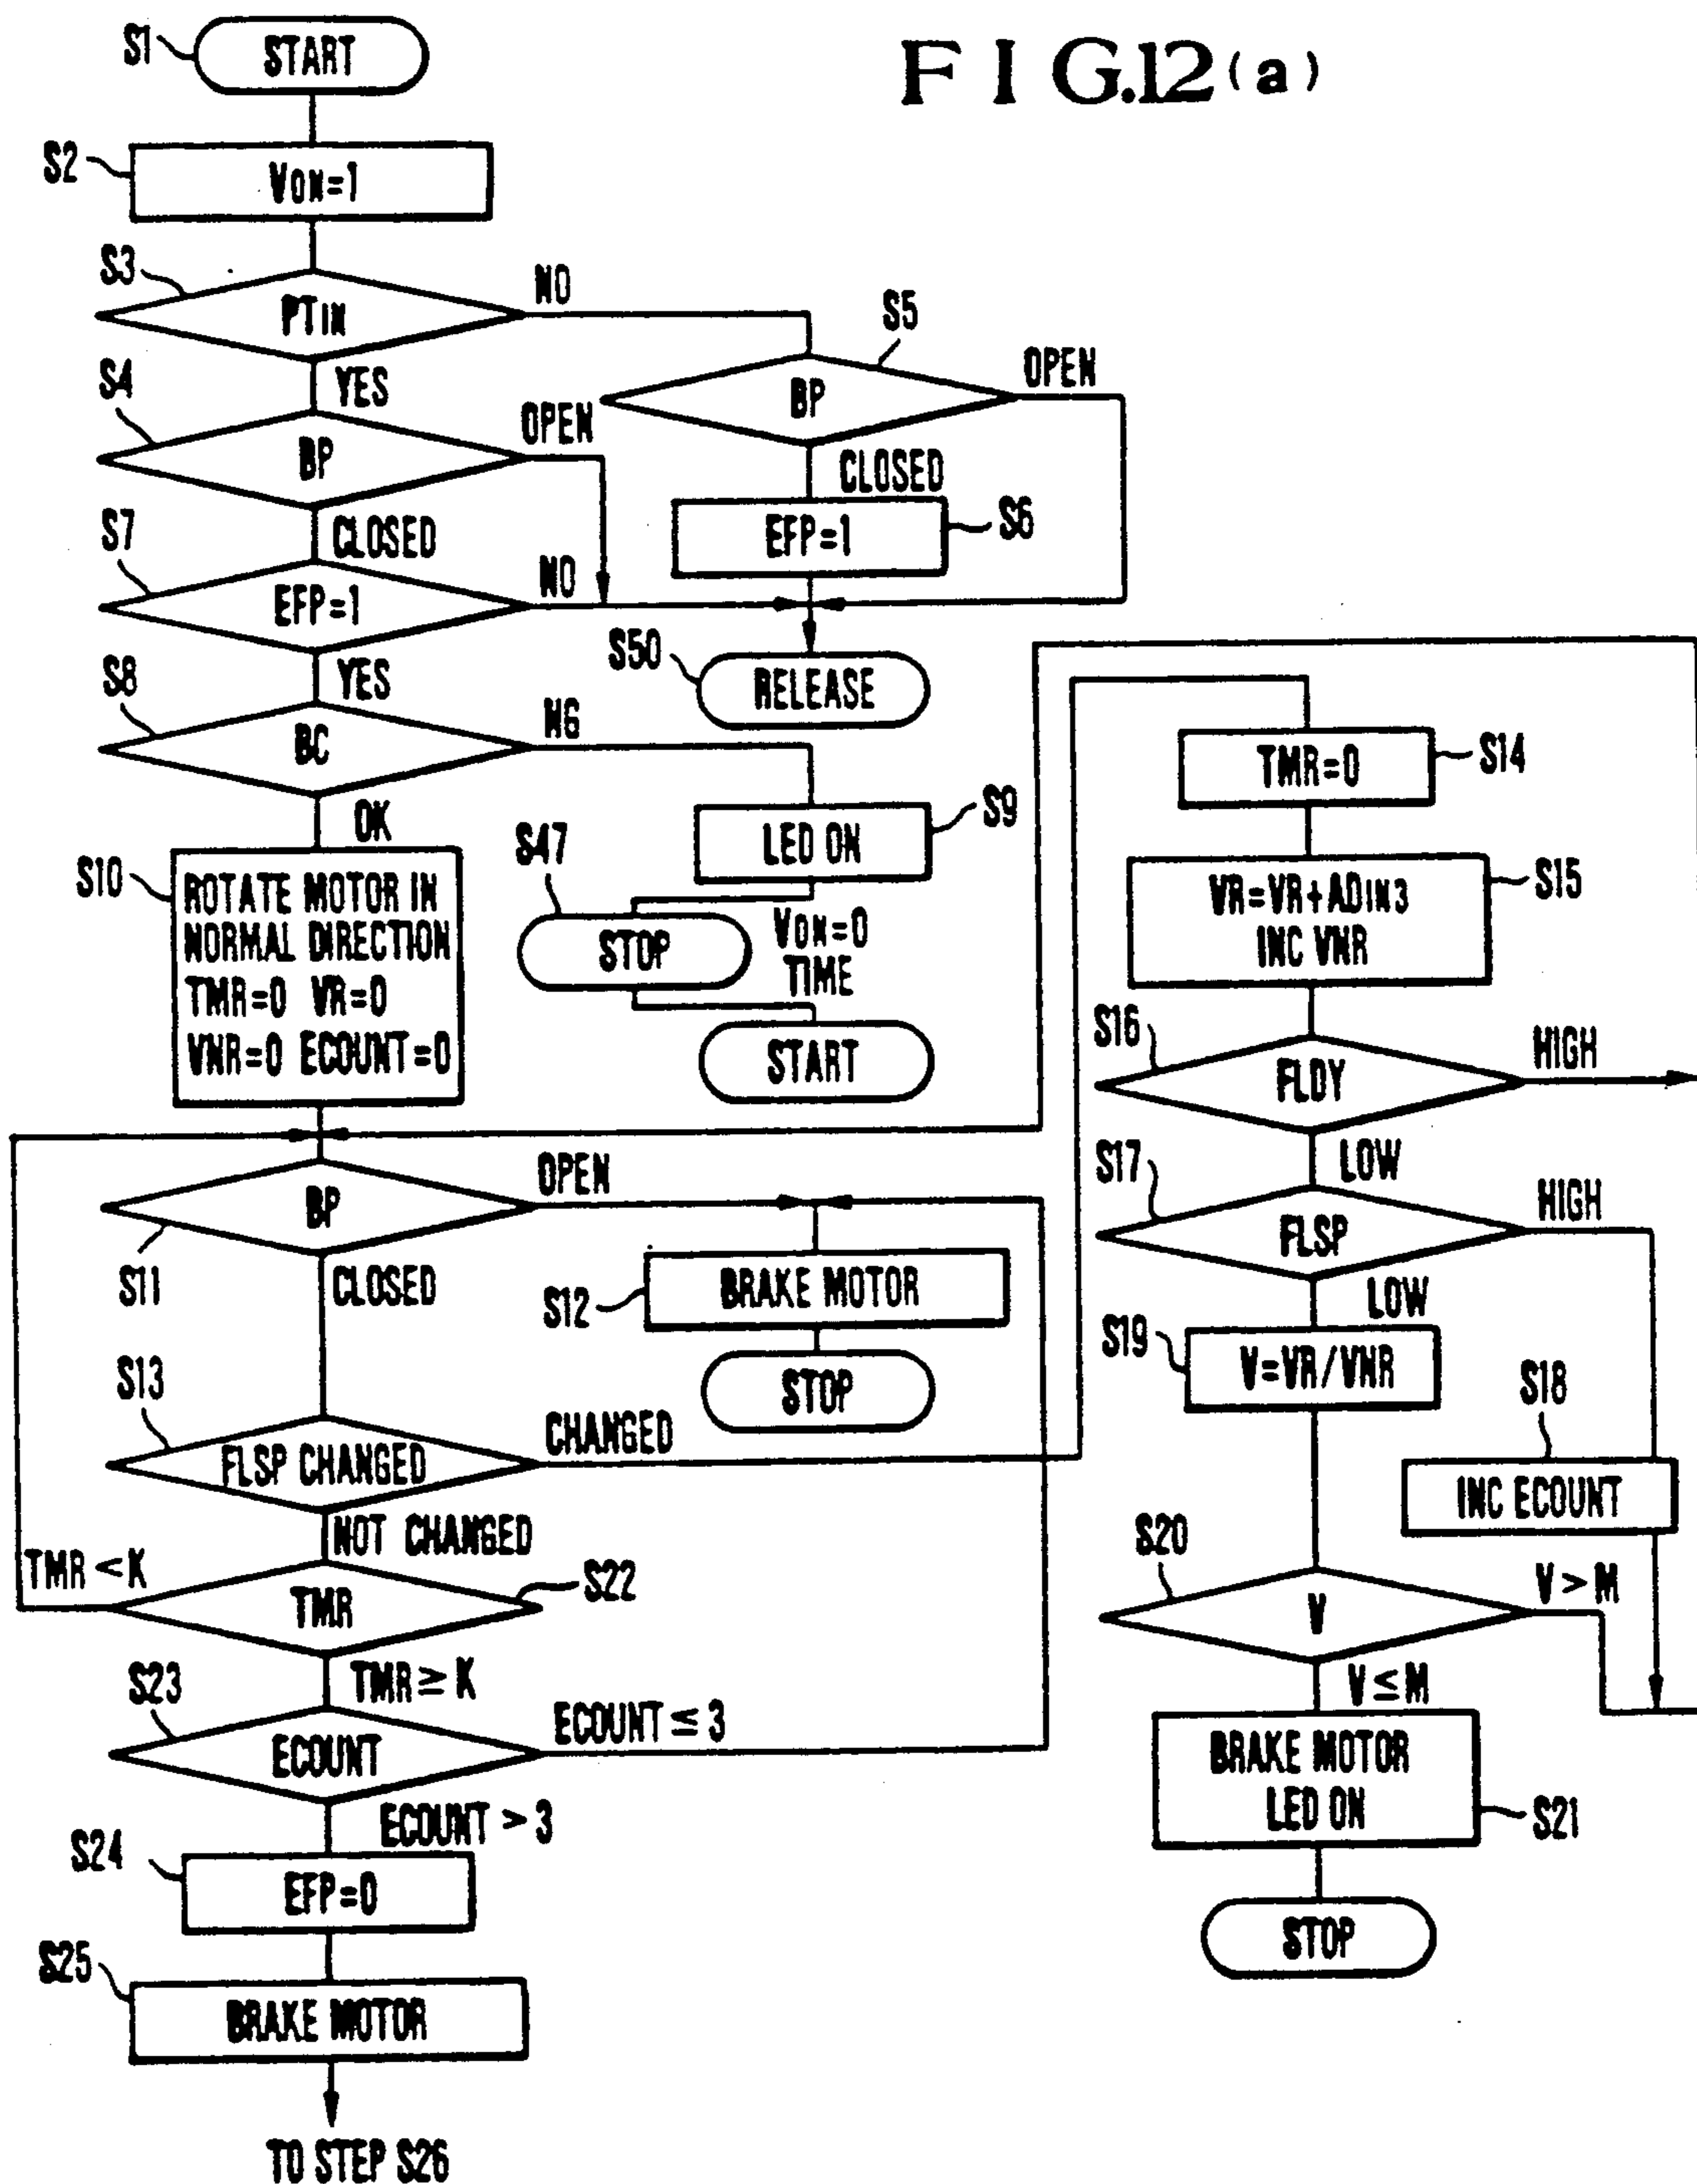 FIG.12(a)
S1
START
S2
VON=1
S3
PTIN
NO
YES
S4
BP
OPEN
CLOSED
S5
BP
OPEN
CLOSED
EFP=1
S6
S7
EFP=1
NO
YES
S50
RELEASE
S8
BC
NG
OK
LED ON
S9
S47
STOP
VON=0
TIME
START
S10
ROTATE MOTOR IN
NORMAL DIRECTION
TMR=0 VR=0
VNR=0 ECOUNT=0
BP
S11
OPEN
CLOSED
S12
BRAKE MOTOR
STOP
S13
FLSP CHANGED
CHANGED
NOT CHANGED
TMR<K
TMR
S22
TMR≥K
S23
ECOUNT
ECOUNT≤3
ECOUNT>3
S24
EFP=0
S25
BRAKE MOTOR
TO STEP S26
TMR=0
S14
VR=VR+ADIN3
INC VNR
S15
S16
FLDY
HIGH
LOW
S17
FLSP
HIGH
LOW
S19
V=VR/VNR
S18
INC ECOUNT
S20
V
V>M
V≤M
BRAKE MOTOR
LED ON
S21
STOP